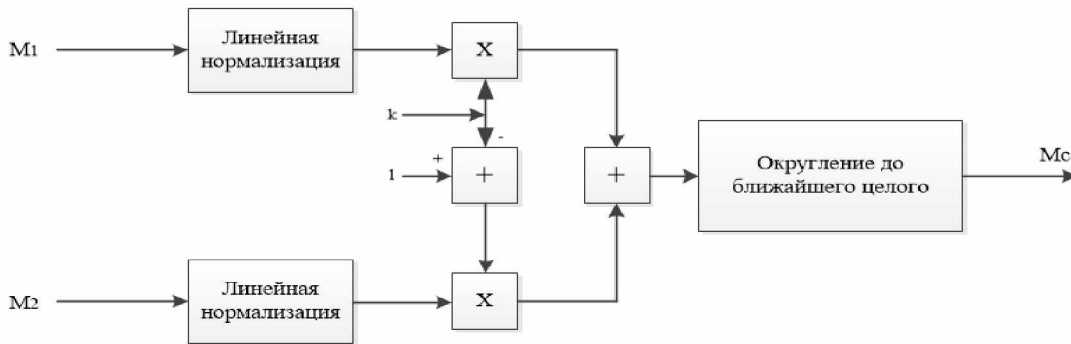 M1
Линейная
нормализация
X
k
-
+
1
+
+
Округление до
ближайшего целого
Mc
M2
Линейная
нормализация
X